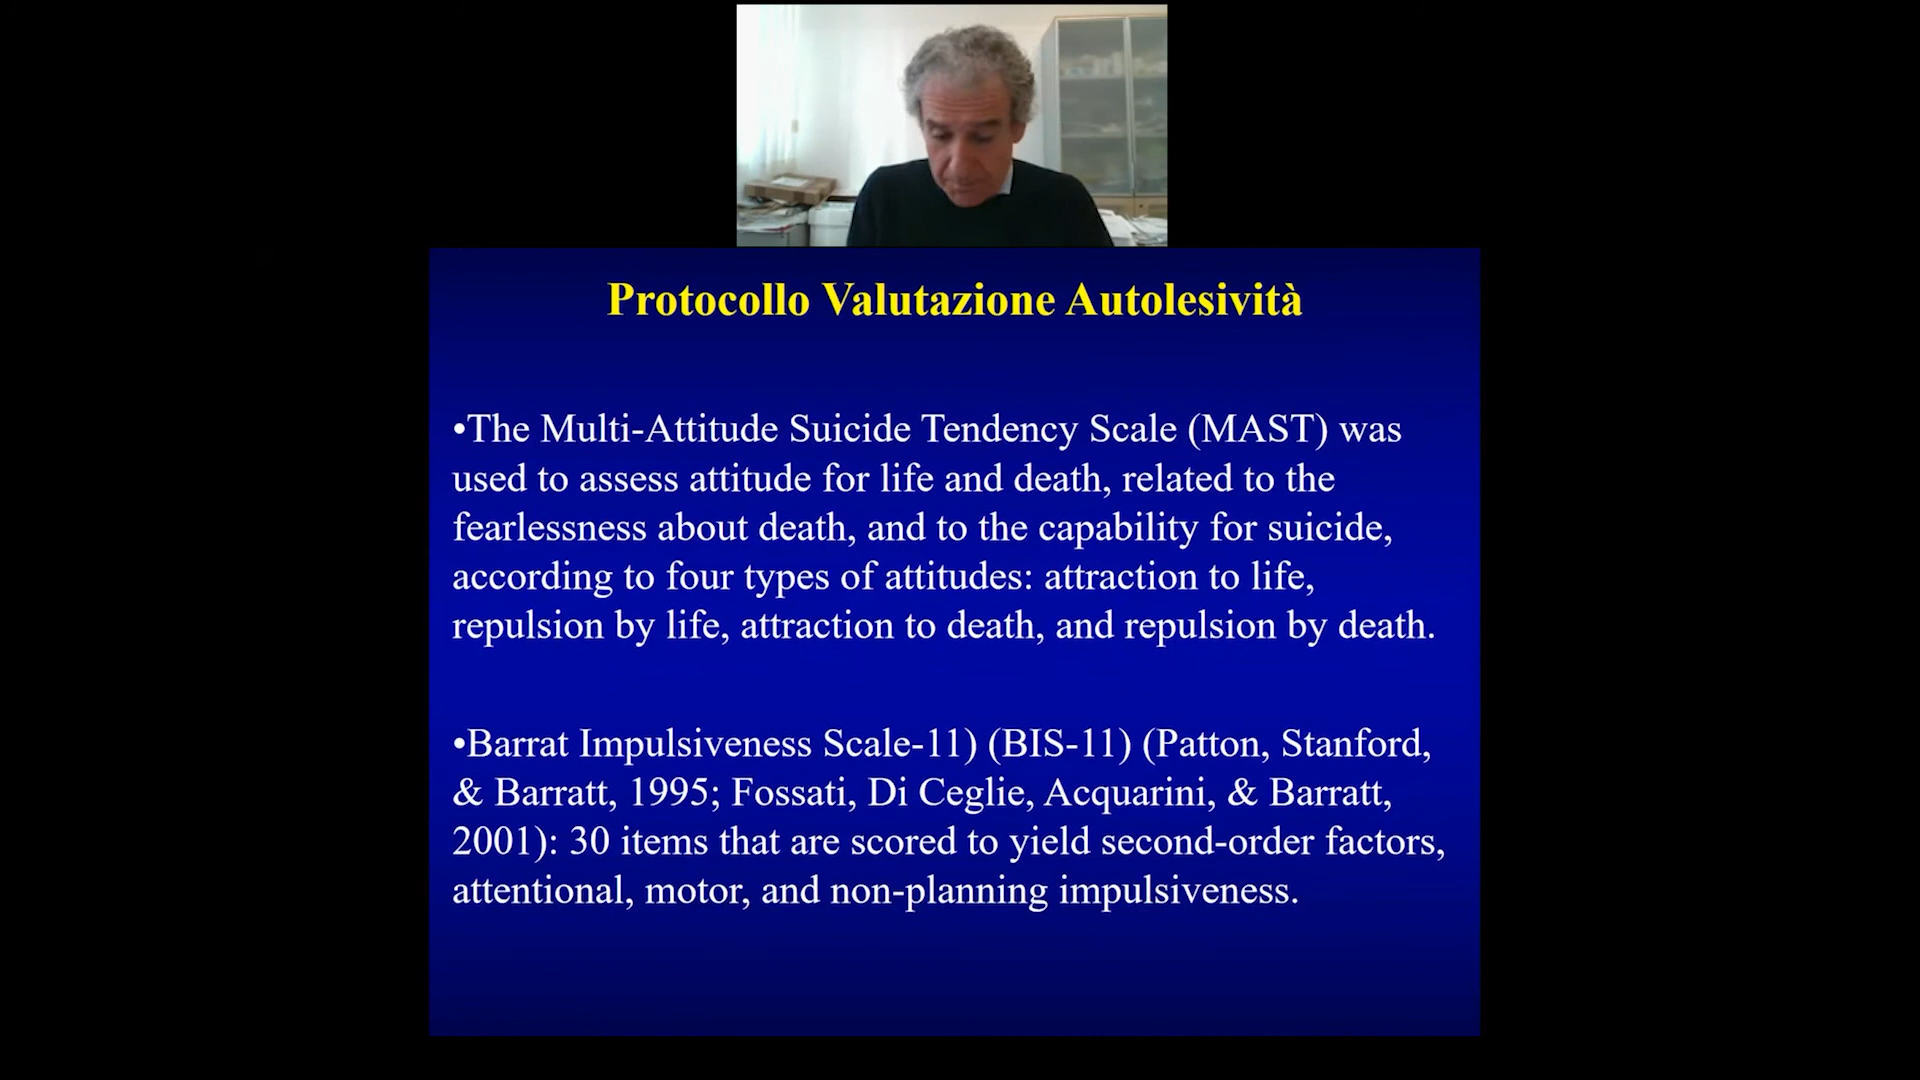 Protocollo Valutazione Autolesività
•The Multi-Attitude Suicide Tendency Scale (MAST) was
used to assess attitude for life and death, related to the
fearlessness about death, and to the capability for suicide,
according to four types of attitudes: attraction to life,
repulsion by life, attraction to death, and repulsion by death.
•Barrat Impulsiveness Scale-11) (BIS-11) (Patton, Stanford,
& Barratt, 1995; Fossati, Di Ceglie, Acquarini, & Barratt,
2001): 30 items that are scored to yield second-order factors,
attentional, motor, and non-planning impulsiveness.